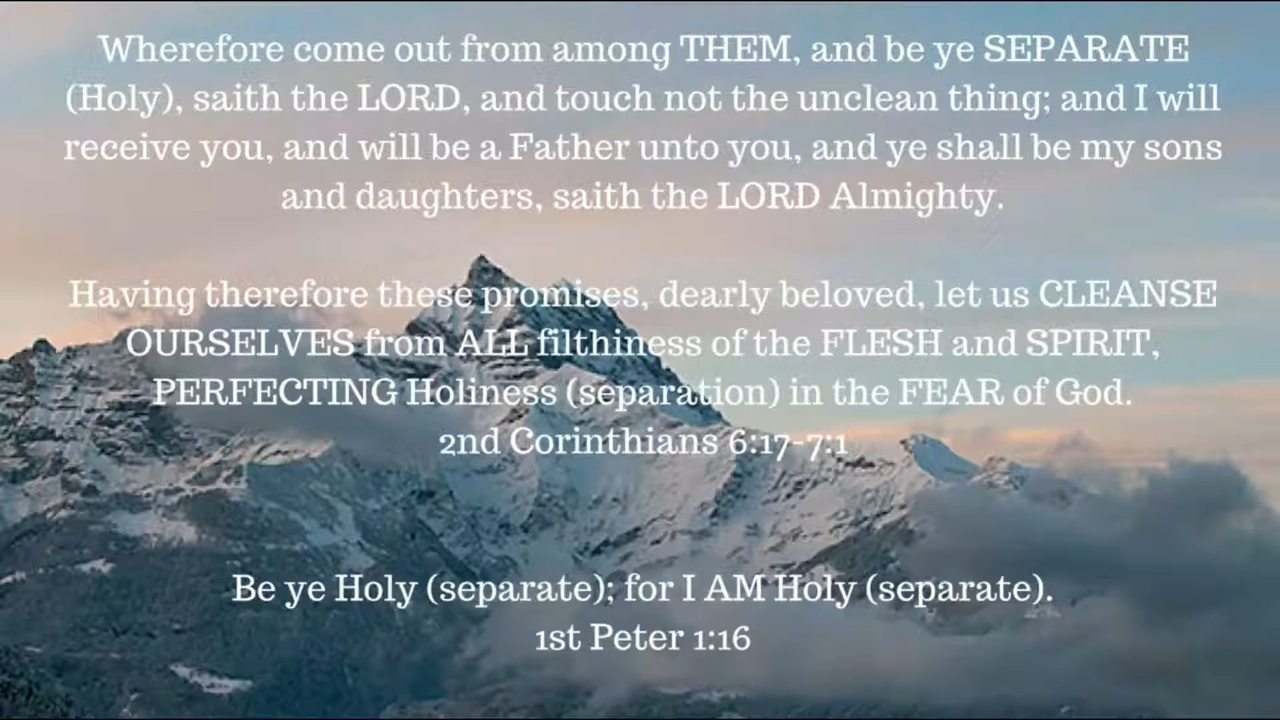 Wherefore come out from among THEM, and be ye SEPARATE
(Holy), saith the LORD, and touch not the unclean thing; and I will
receive you, and will be a Father unto you, and ye shall be my sons
and daughters, saith the LORD Almighty.
Having therefore these promises, dearly beloved, let us CLEANSE
OURSELVES from ALL filthiness of the FLESH and SPIRIT,
PERFECTING Holiness (separation) in the FEAR of God.
2nd Corinthians 6:17-7:1
Be ye Holy (separate); for I AM Holy (separate).
1st Peter 1:16